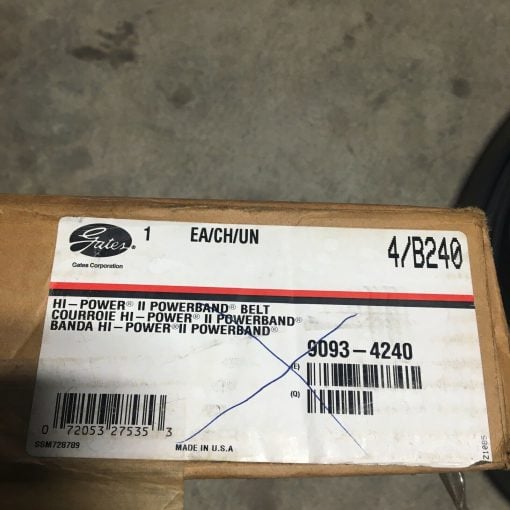 Gates®
Gates Corporation
1 EA/CH/UN
4/B240
HI-POWER® II POWERBAND® BELT
COURROIE HI-POWER® II POWERBAND®
BANDA HI-POWER® II POWERBAND®
9093-4240
(E)
(Q)
0 72053 27535 3
SSM726789
MADE IN U.S.A
Z1085